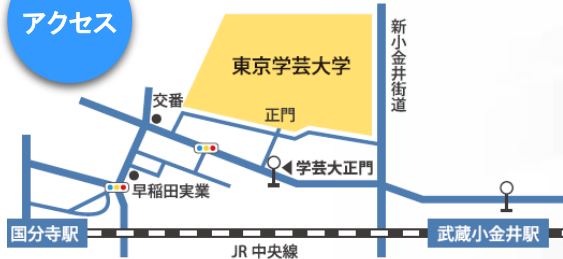 アクセス
東京学芸大学
新小金井街道
交番
正門
学芸大正門
早稲田実業
国分寺駅
武蔵小金井駅
JR 中央線